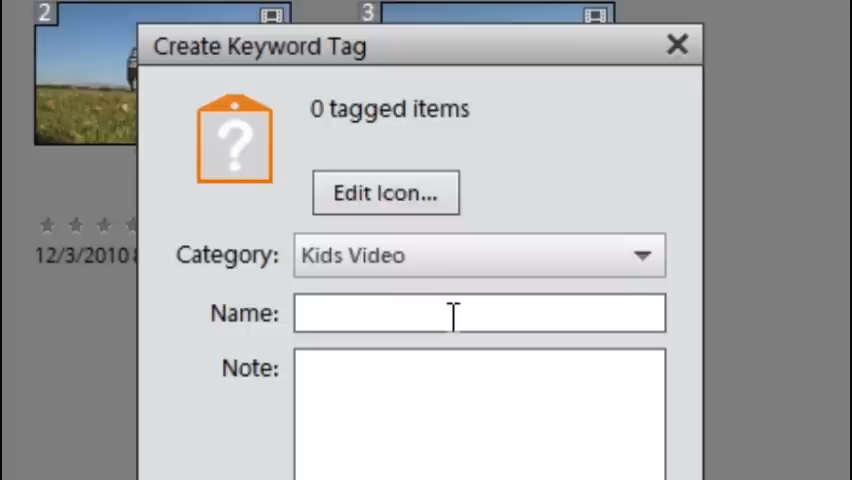 2
3
Create Keyword Tag
0 tagged items
?
Edit Icon...
Category: Kids Video
Name:
Note:
12/3/2010